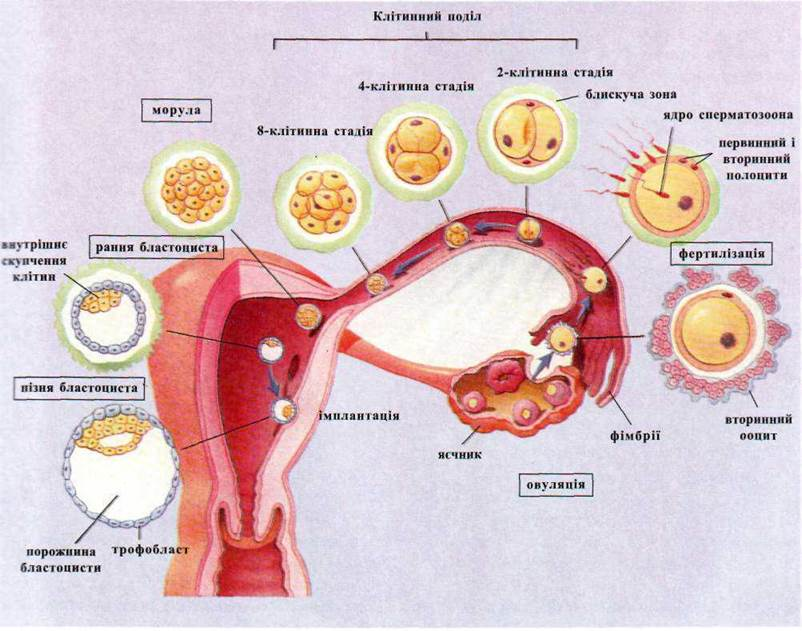 Клітинний поділ
2-клітинна стадія
4-клітинна стадія
блискуча зона
морула
ядро сперматозоона
8-клітинна стадія
первинний і
вторинний
полоцити
внутрішнє
скупчення
клітин
рання бластоциста
фертилізація
пізня бластоциста
імплантація
вторинний
ооцит
фімбрії
яєчник
овуляція
порожнина
бластоцисти
трофобласт